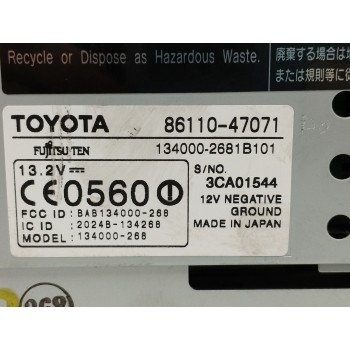 Recycle or Dispose as Hazardous Waste.
廃棄する場合は
または規則等に従
TOYOTA 86110-47071
FUJITSU TEN 134000-2681B101
13.2V⎓ S/NO.
3CA01544
CE0560
12V NEGATIVE
GROUND
FCC ID : BAB134000-268
IC ID : 2024B-134268
MADE IN JAPAN
MODEL : 134000-268